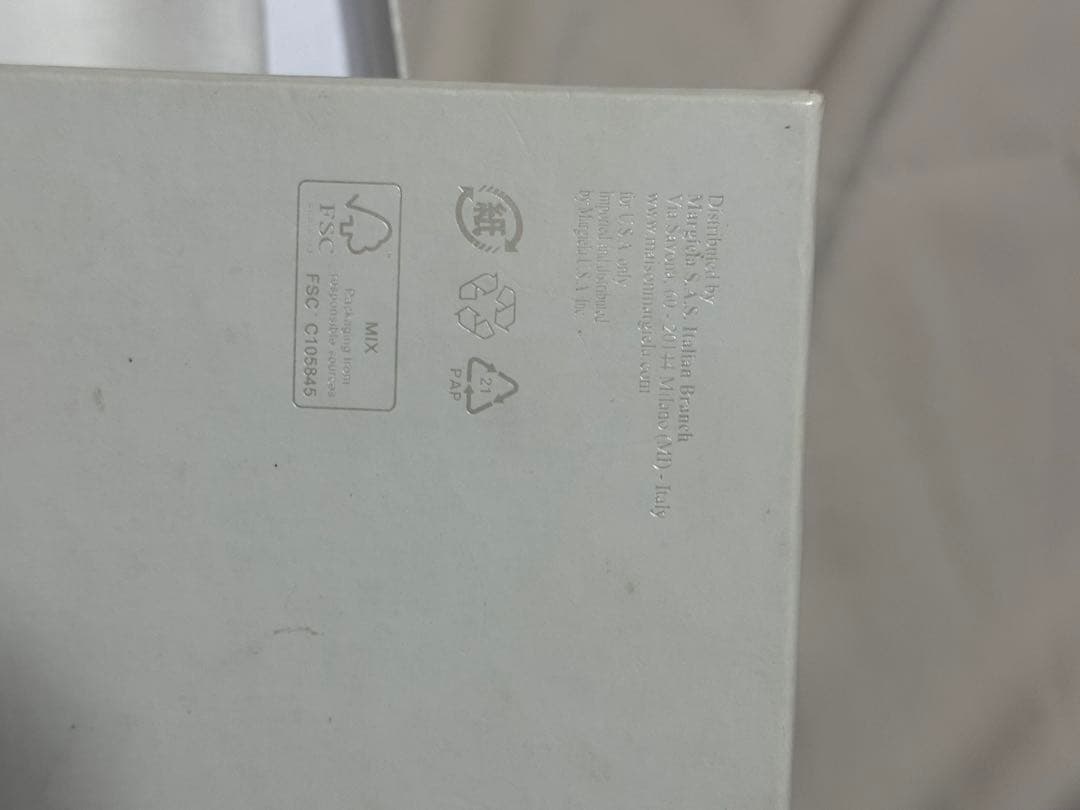 Distributed by
Margiela S.A.S. Italian Branch
Via Savona, 60 - 20144 Milano (MI) - Italy
www.maisonmargiela.com
for U.S.A. only
imported and distributed
by Margiela U.S.A. Inc.
紙
21
PAP
FSC
MIX
Packaging from
responsible sources
FSC® C105845